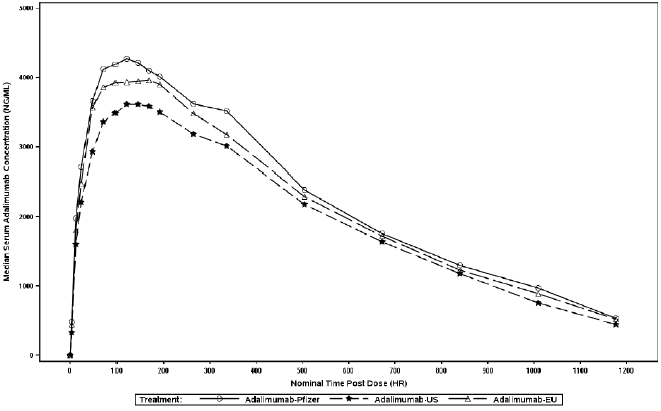 5000
4000
3000
2000
1000
0
Median Serum Adalimumab Concentration (NG/ML)
0 100 200 300 400 500 600 700 800 900 1000 1100 1200
Nominal Time Post Dose (HR)
Treatment: Adalimumab-Pfizer Adalimumab-US Adalimumab-EU